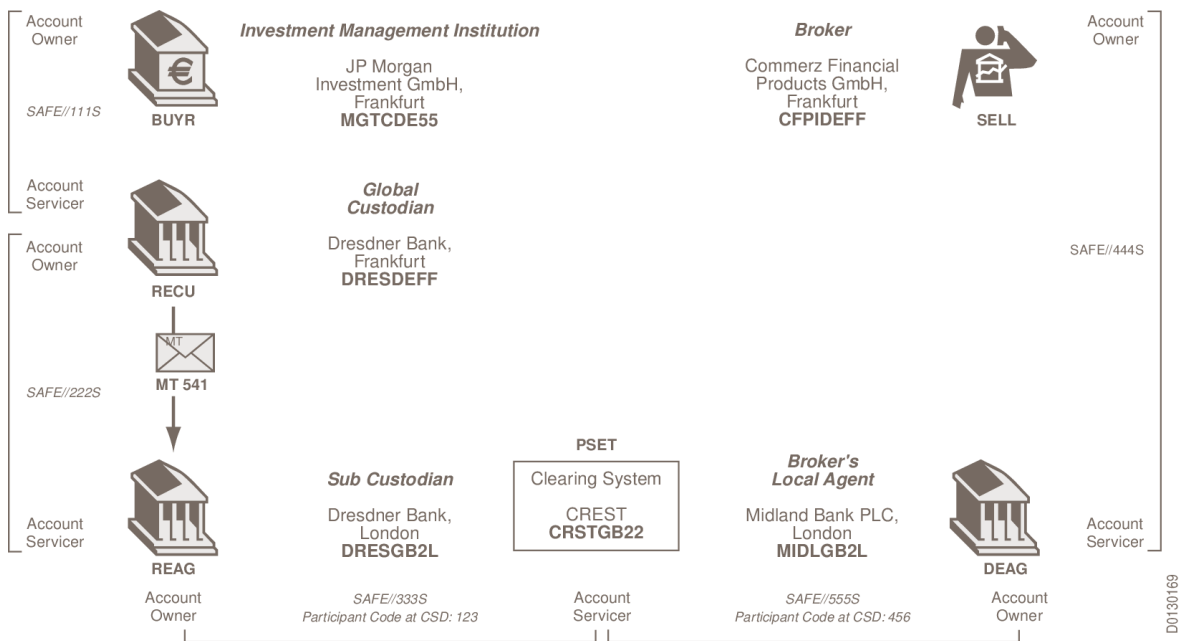 Account
Owner
Investment Management Institution
Broker
Account
Owner
JP Morgan
Investment GmbH,
Frankfurt
MGTCDE55
Commerz Financial
Products GmbH,
Frankfurt
CFPIDEFF
€
SAFE//111S
BUYR
SELL
Account
Servicer
Global
Custodian
Account
Owner
Dresdner Bank,
Frankfurt
DRESDEFF
SAFE//444S
RECU
MT
MT 541
SAFE//222S
PSET
Sub Custodian
Clearing System
Broker's
Local Agent
Account
Servicer
Dresdner Bank,
London
DRESGB2L
CREST
CRSTGB22
Midland Bank PLC,
London
MIDLGB2L
Account
Servicer
REAG
DEAG
Account
Owner
SAFE//333S
Participant Code at CSD: 123
Account
Servicer
SAFE//555S
Participant Code at CSD: 456
Account
Owner
D0130169